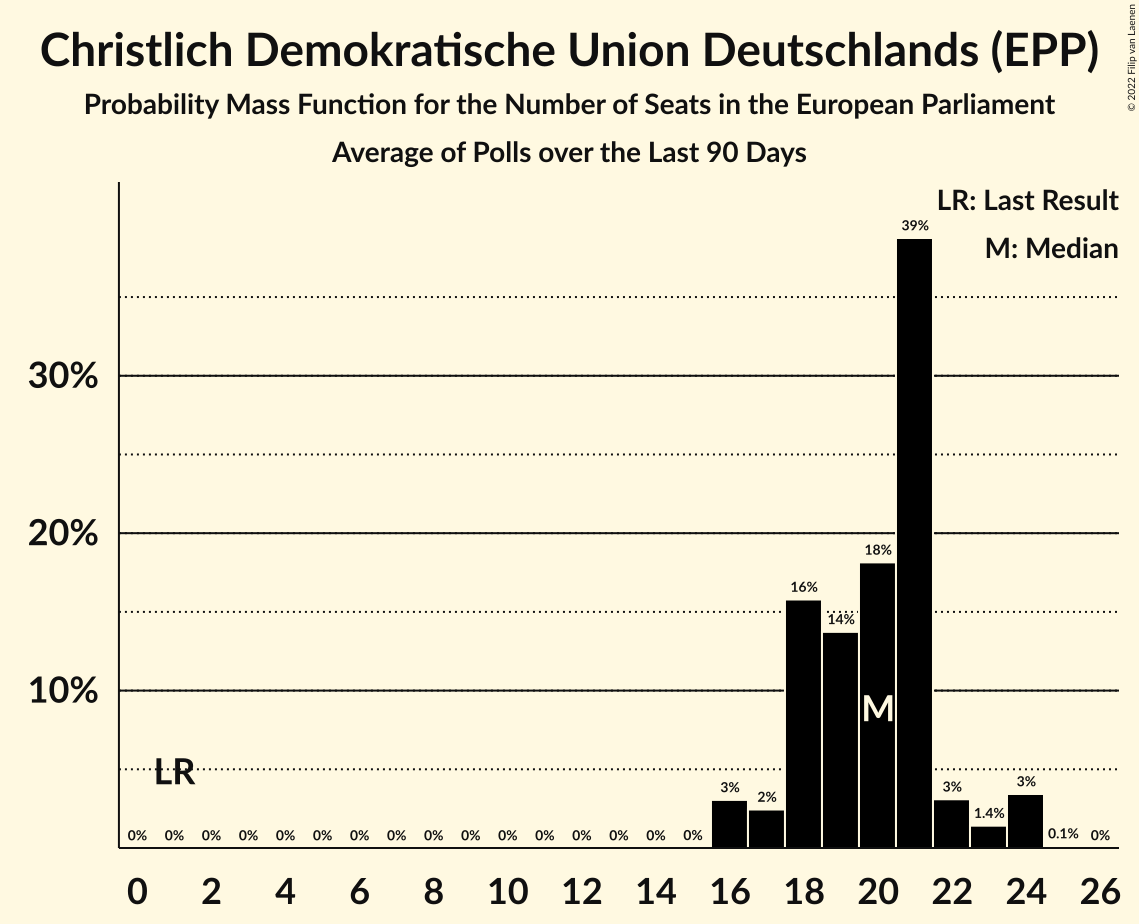 Christlich Demokratische Union Deutschlands (EPP)
Probability Mass Function for the Number of Seats in the European Parliament
Average of Polls over the Last 90 Days
© 2022 Filip van Laenen
LR: Last Result
M: Median
39%
30%
20%
10%
18%
16%
14%
M
LR
0% 0% 0% 0% 0% 0% 0% 0% 0% 0% 0% 0% 0% 0% 0% 0% 3% 2% 3% 1.4% 3% 0.1% 0%
0 2 4 6 8 10 12 14 16 18 20 22 24 26